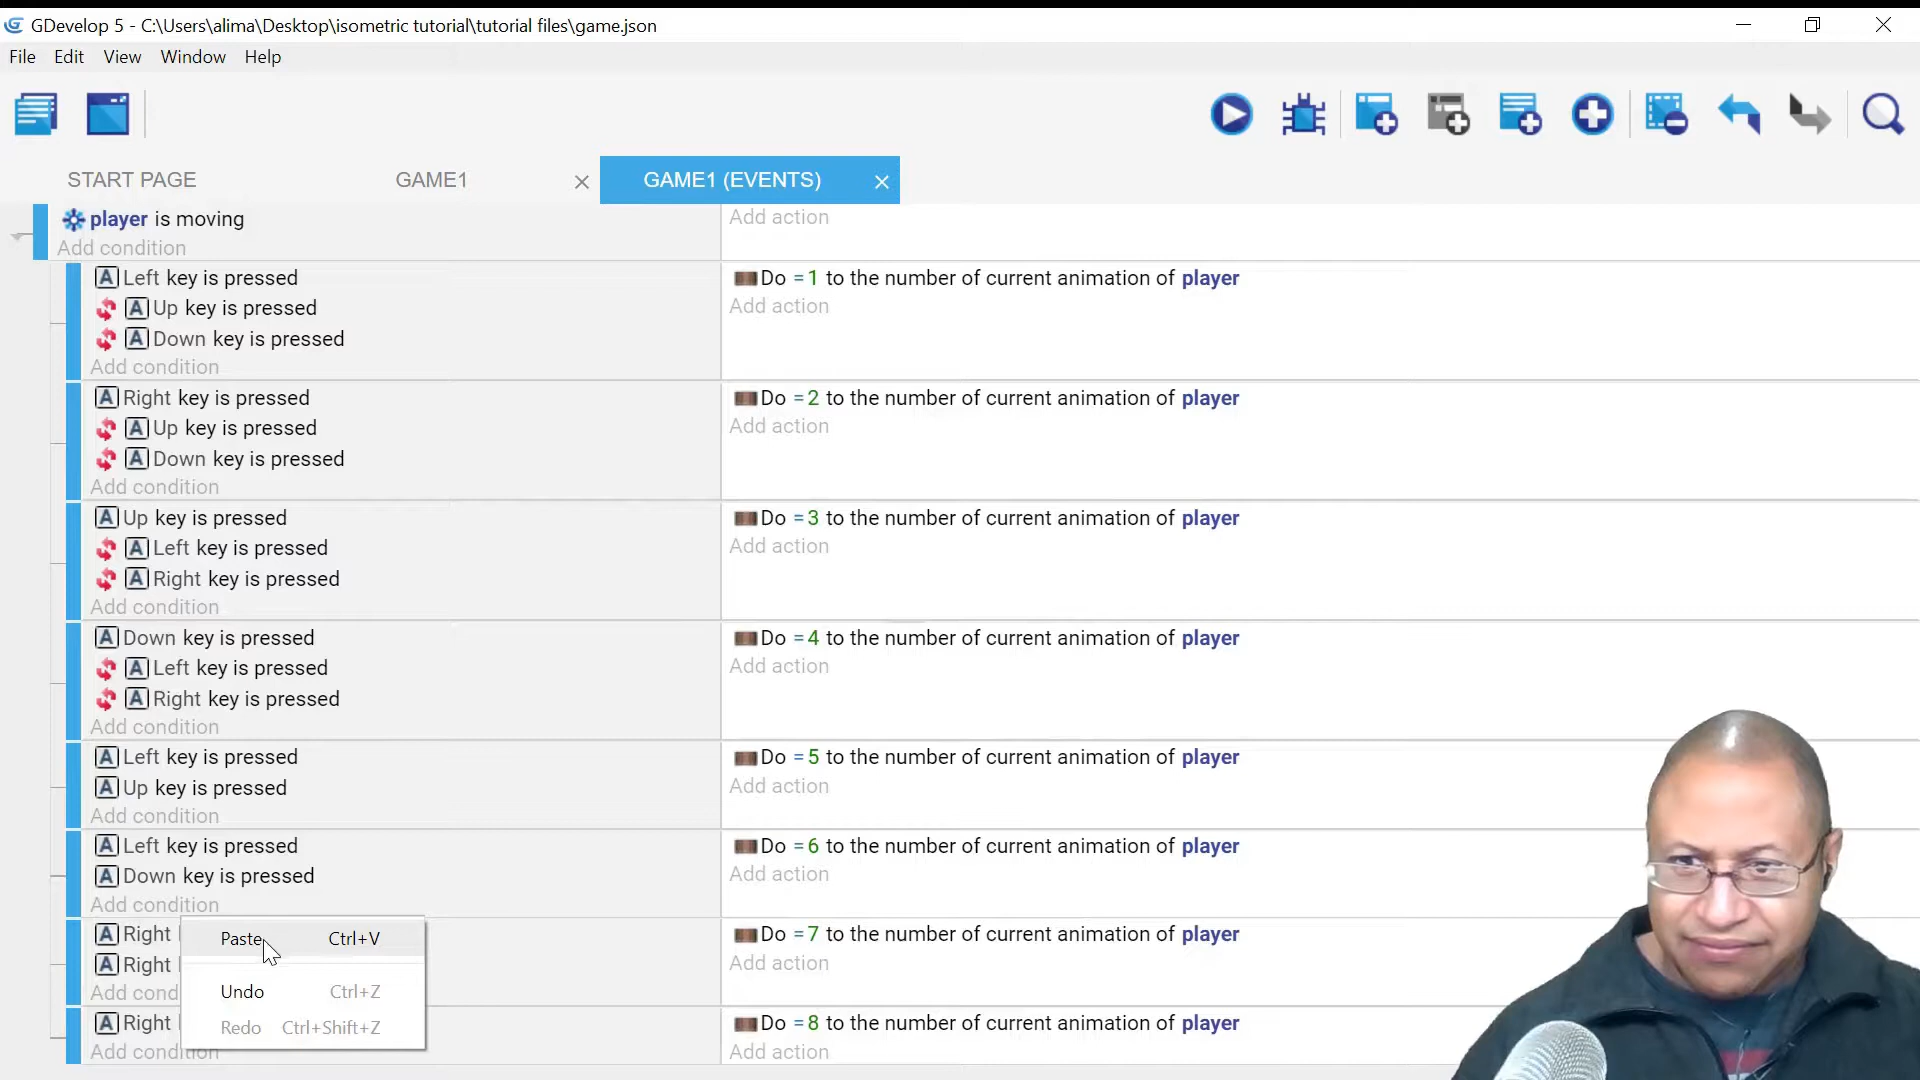 GDevelop 5 - C:\Users\alima\Desktop\isometric tutorial\tutorial files\game.json
File Edit View Window Help
START PAGE GAME1 GAME1 (EVENTS)
player is moving
Add action
Add condition
Left key is pressed
Do = 1 to the number of current animation of player
Up key is pressed
Add action
Down key is pressed
Add condition
Right key is pressed
Do = 2 to the number of current animation of player
Up key is pressed
Add action
Down key is pressed
Add condition
Up key is pressed
Do = 3 to the number of current animation of player
Left key is pressed
Add action
Right key is pressed
Add condition
Down key is pressed
Do = 4 to the number of current animation of player
Left key is pressed
Add action
Right key is pressed
Add condition
Left key is pressed
Do = 5 to the number of current animation of player
Up key is pressed
Add action
Add condition
Left key is pressed
Do = 6 to the number of current animation of player
Down key is pressed
Add action
Add condition
Right
Do = 7 to the number of current animation of player
Right
Add action
Add cond
Right
Do = 8 to the number of current animation of player
Add condition
Add action
Paste Ctrl+V
Undo Ctrl+Z
Redo Ctrl+Shift+Z